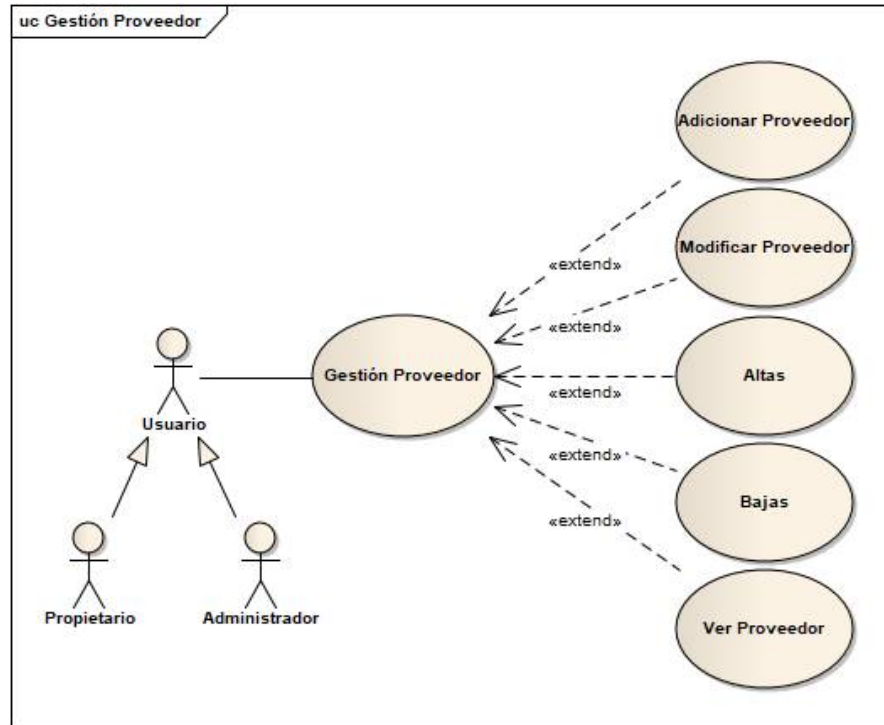 uc Gestión Proveedor
Adicionar Proveedor
Modificar Proveedor
«extend»
«extend»
Gestión Proveedor
Altas
«extend»
Usuario
«extend»
Bajas
«extend»
Propietario
Administrador
Ver Proveedor